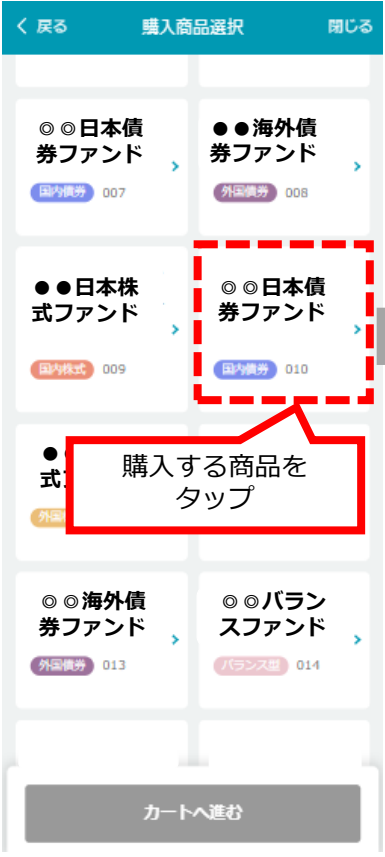 戻る 購入商品選択 閉じる
◎◎日本債
券ファンド
国内債券 007
●●海外債
券ファンド
外国債券 008
●●日本株
式ファンド
国内株式 009
◎◎日本債
券ファンド
国内債券 010
購入する商品を
タップ
●
式
外国
◎◎海外債
券ファンド
外国債券 013
◎◎バラン
スファンド
バランス型 014
カートへ進む